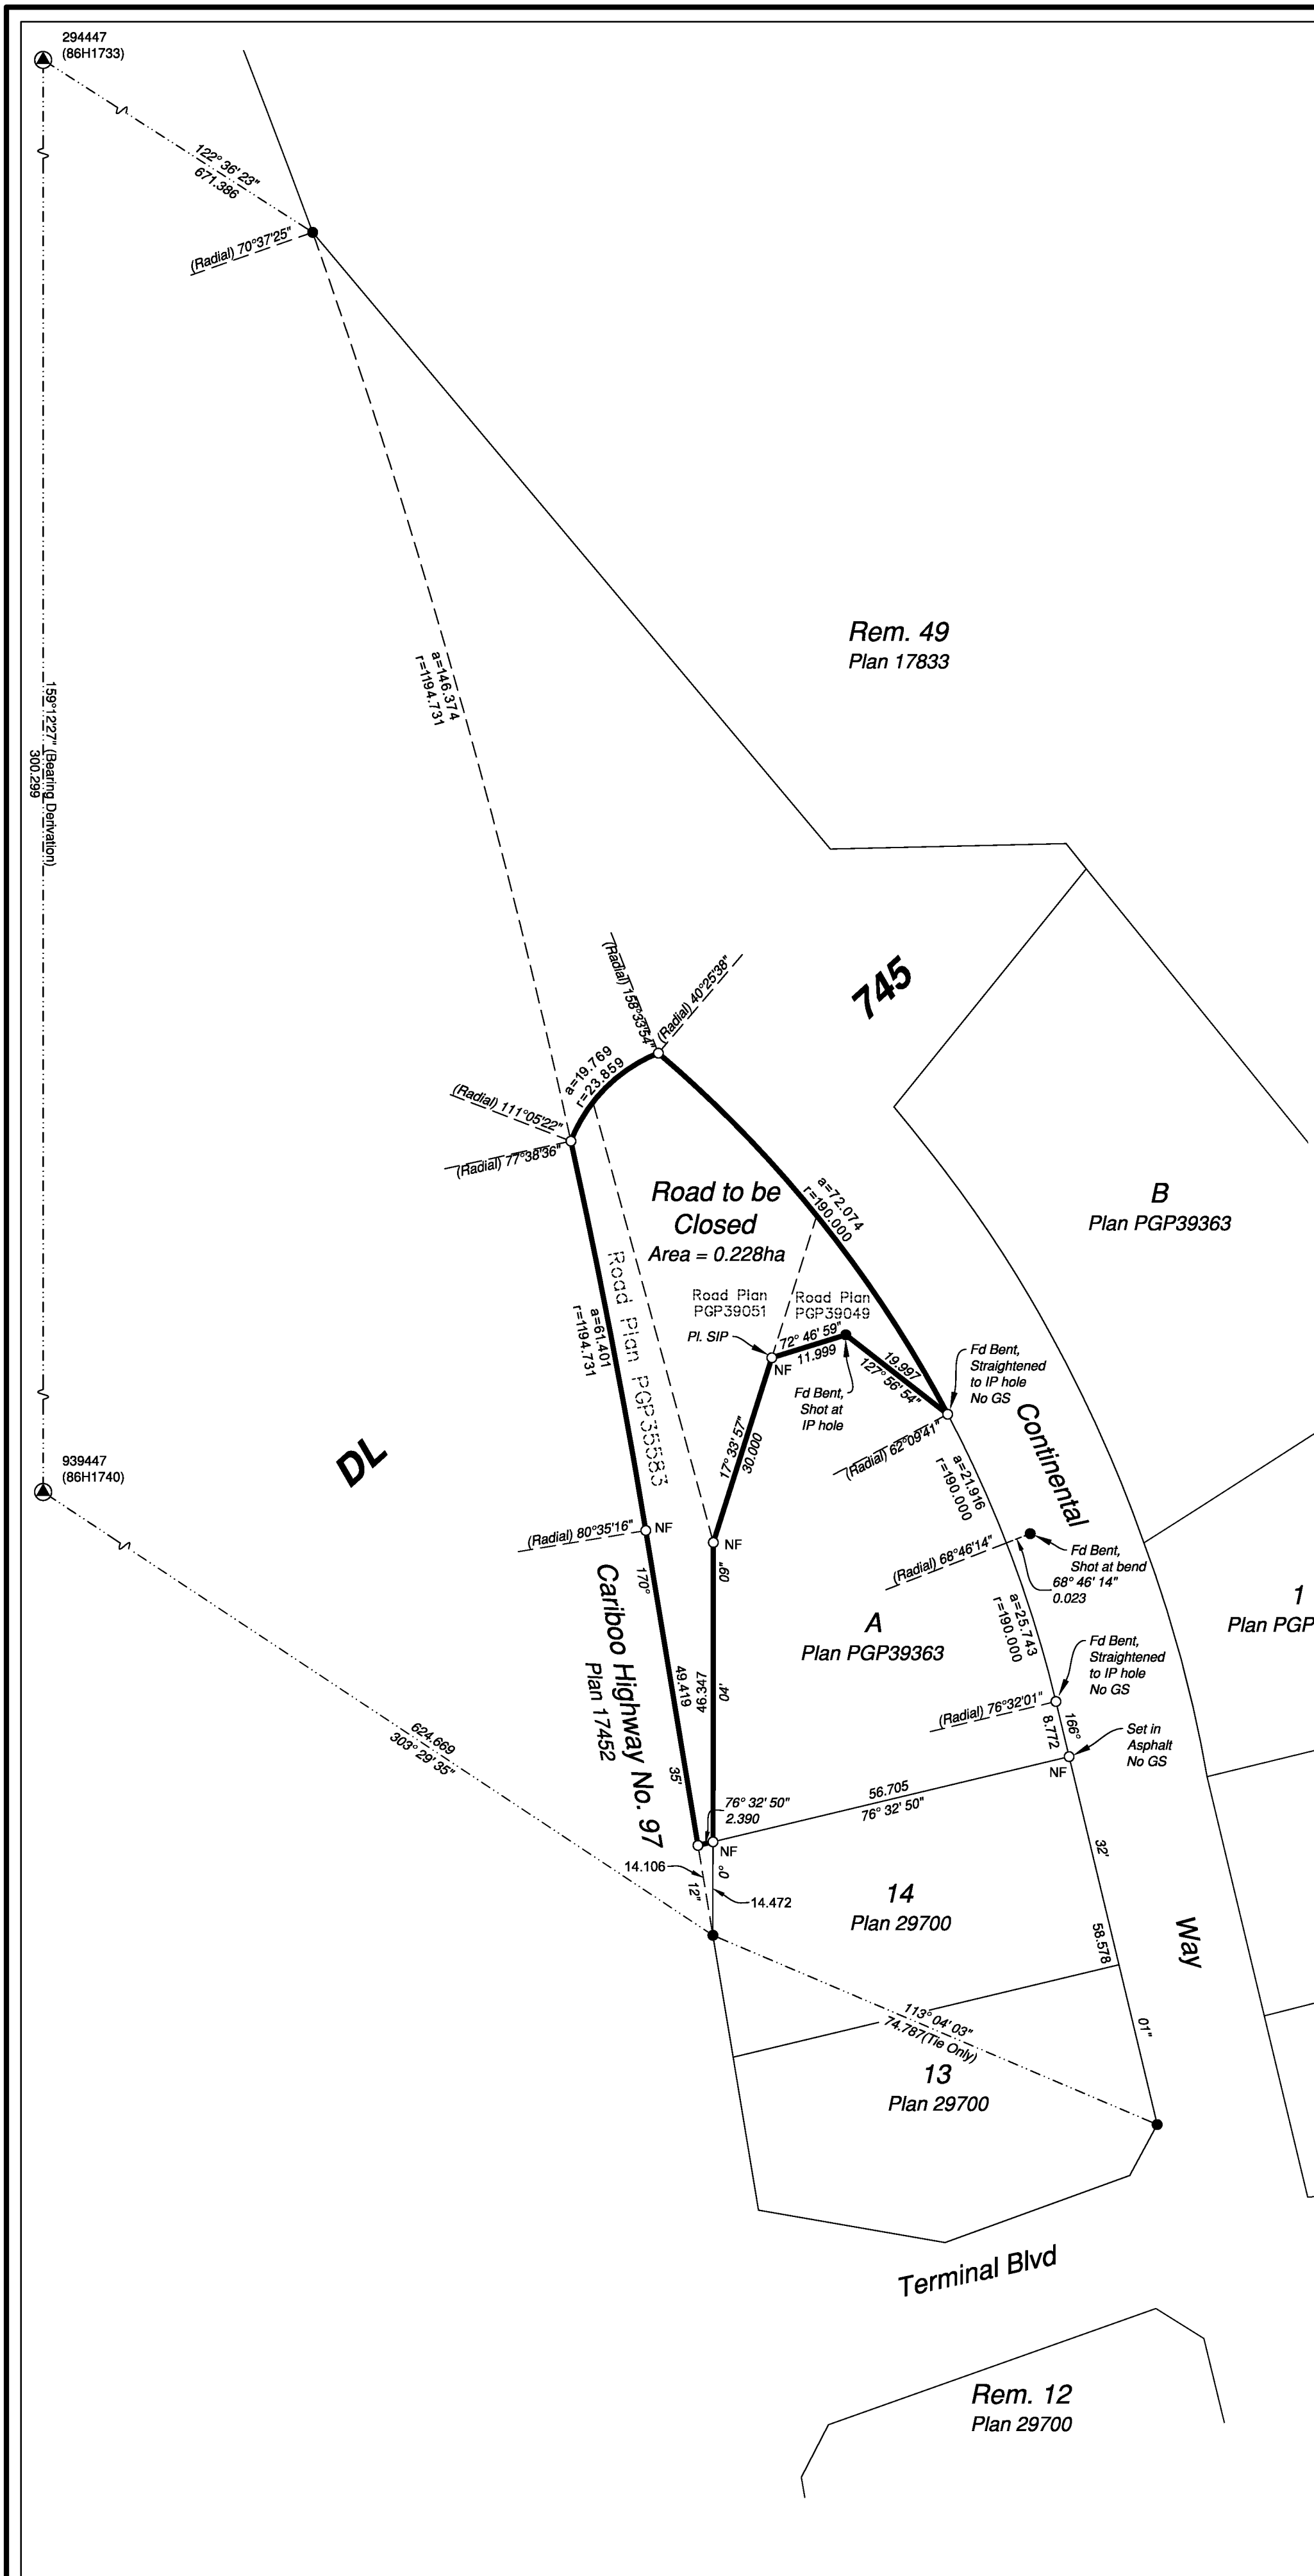 294447
(86H1733)
122° 36' 23"
671.386
(Radial) 70°37'25"
159°12'27" (Bearing Derivation)
300.299
a=146.374
r=1194.731
Rem. 49
Plan 17833
745
(Radial) 158°33'54"
(Radial) 40°25'38"
a=19.769
r=23.859
(Radial) 111°05'22"
(Radial) 77°38'36"
Road to be
Closed
Area = 0.228ha
a=72.074
r=190.000
B
Plan PGP39363
Road Plan PGP35583
a=61.401
r=1194.731
Road Plan
PGP39051
Road Plan
PGP39049
Pl. SIP
72° 46' 59"
11.999
NF
19.997
127° 56' 54"
Fd Bent,
Shot at
IP hole
Fd Bent,
Straightened
to IP hole
No GS
17° 33' 57"
30.000
(Radial) 62°09'41"
Continental
a=21.916
r=190.000
DL
939447
(86H1740)
(Radial) 80°35'16"
NF
NF
(Radial) 68°46'14"
Fd Bent,
Shot at bend
68° 46' 14"
0.023
170°
09"
Cariboo Highway No. 97
Plan 17452
A
Plan PGP39363
a=25.743
r=190.000
1
Plan PGP
Fd Bent,
Straightened
to IP hole
No GS
49.419
46.347
04'
(Radial) 76°32'01"
166°
8.772
Set in
Asphalt
No GS
NF
624.669
303° 29' 35"
35'
76° 32' 50"
2.390
56.705
76° 32' 50"
NF
14.106
12"
0°
14.472
32'
14
Plan 29700
58.578
Way
113° 04' 03"
74.787(Tie Only)
01"
13
Plan 29700
Terminal Blvd
Rem. 12
Plan 29700